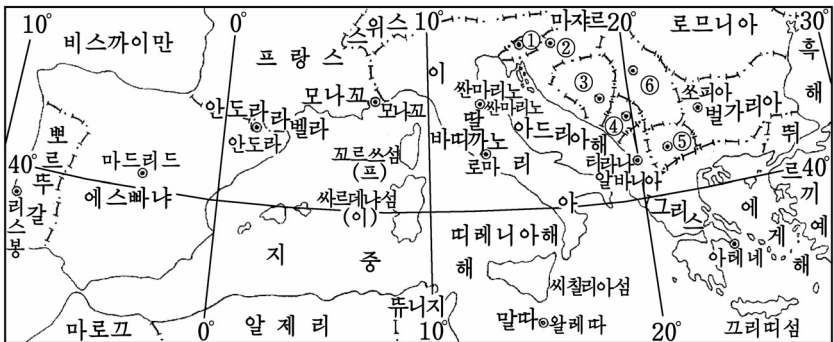 10° 0° 10° 20° 30°
비스까이만
프랑스
스위스
마쟈르
로므니아
흑해
① ② ③ ④ ⑤ ⑥
뽀르뚜갈
마드리드
에스빠냐
리스봉
안도라라벨라
안도라
모나꼬
모나꼬
꼬르쓰섬
(프)
싸르데냐섬
(이)
이딸리아
싼마리노
싼마리노
바띠까노
로마
아드리아해
쏘피아
벌가리아
띠라나
알바니아
그리스
에게해
아테네
뛰르끼예
40° 40°
지중해
띠레니아해
씨칠리아섬
마로끄
알제리
뜌니지
말따
왈레따
끄리띠섬
0° 10° 20°